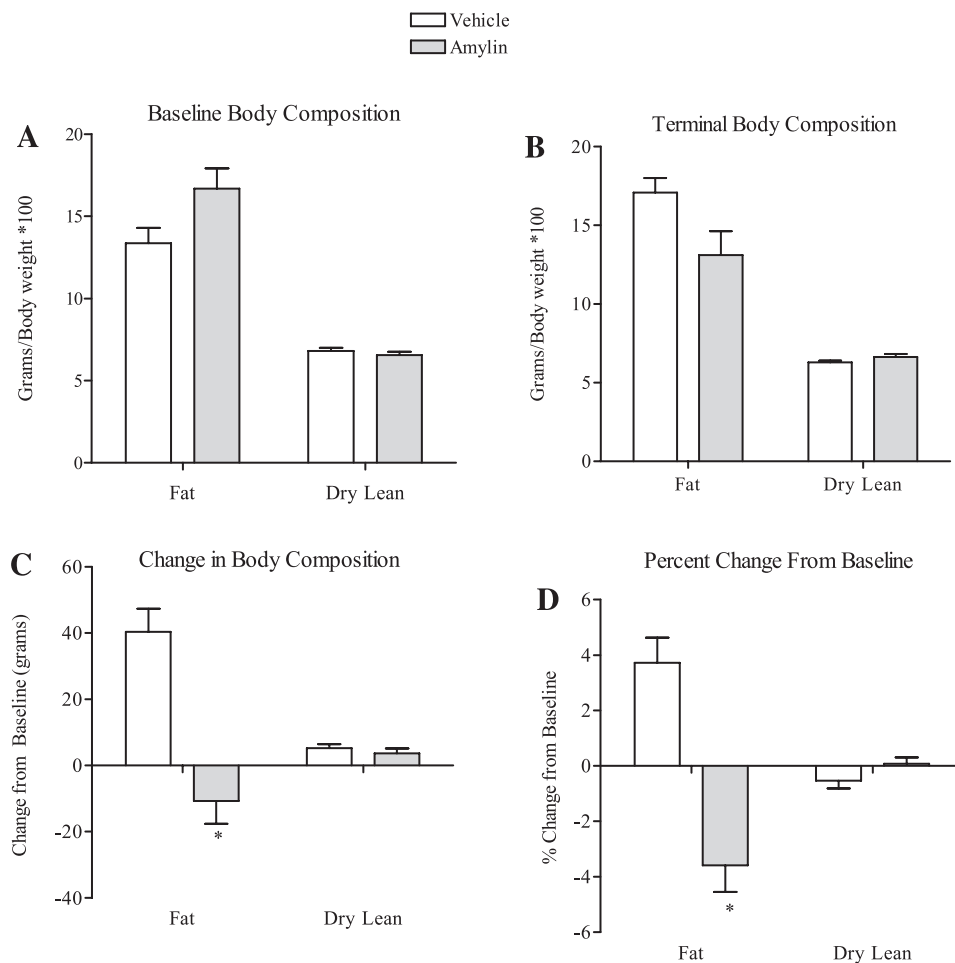 Vehicle
Amylin
A
Baseline Body Composition
Grams/Body weight *100
20
15
10
5
0
Fat
Dry Lean
B
Terminal Body Composition
Grams/Body weight *100
20
15
10
5
0
Fat
Dry Lean
C
Change in Body Composition
Change from Baseline (grams)
60
40
20
0
-20
-40
*
Fat
Dry Lean
D
Percent Change From Baseline
% Change from Baseline
6
4
2
0
-2
-4
-6
*
Fat
Dry Lean